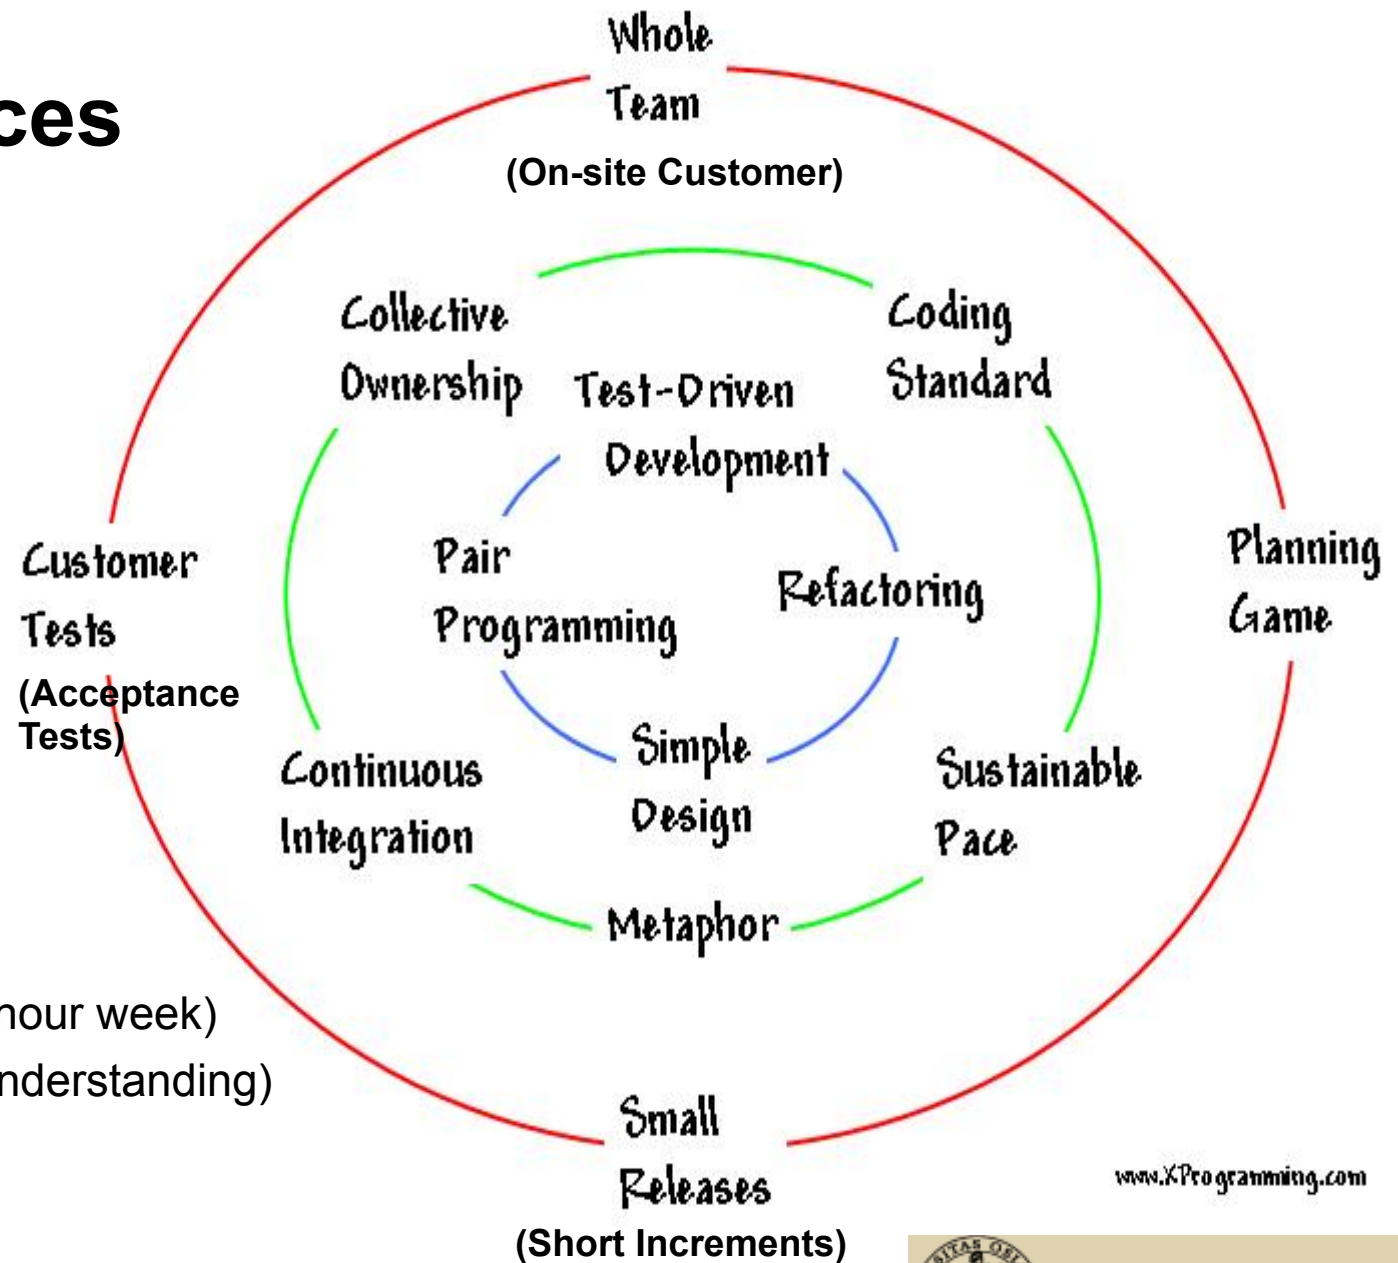 Whole
Team
ces
(On-site Customer)
Collective
Ownership
Coding
Standard
Test-Driven
Development
Customer
Tests
(Acceptance
Tests)
Pair
Programming
Refactoring
Planning
Game
Continuous
Integration
Simple
Design
Sustainable
Pace
Metaphor
hour week)
nderstanding)
Small
Releases
(Short Increments)
www.XProgramming.com